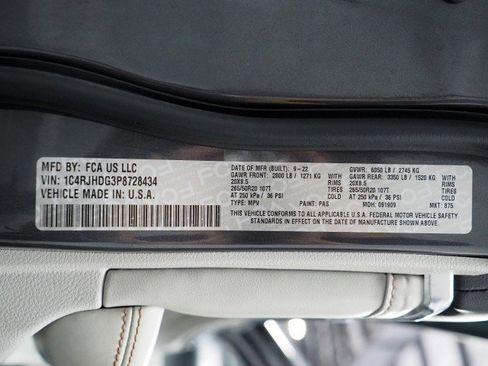 MFD BY: FCA US LLC
VIN: 1C4RJHDG3P8728434
VEHICLE MADE IN: U.S.A.
DATE OF MFR (BUILT): 9-22
GAWR FRONT: 2800 LB / 1271 KG
20X8.5
265/50R20 107T
AT 250 kPa / 36 PSI
TYPE: MPV
PAINT: PAS
GVWR: 6050 LB / 2745 KG
GAWR REAR: 3350 LB / 1520 KG
20X8.5 TIRES
265/50R20 107T
AT 250 kPa / 36 PSI COLD
MDH: 091909
MKT: 875
THIS VEHICLE CONFORMS TO ALL APPLICABLE U.S.A. FEDERAL MOTOR VEHICLE SAFETY
STANDARDS IN EFFECT ON THE DATE OF MANUFACTURE SHOWN ABOVE.